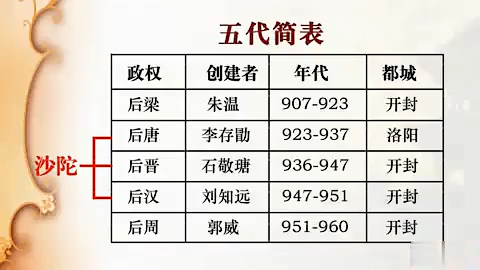 五代简表
政权 创建者 年代 都城
后梁 朱温 907-923 开封
后唐 李存勖 923-937 洛阳
沙陀 后晋 石敬瑭 936-947 开封
后汉 刘知远 947-951 开封
后周 郭威 951-960 开封